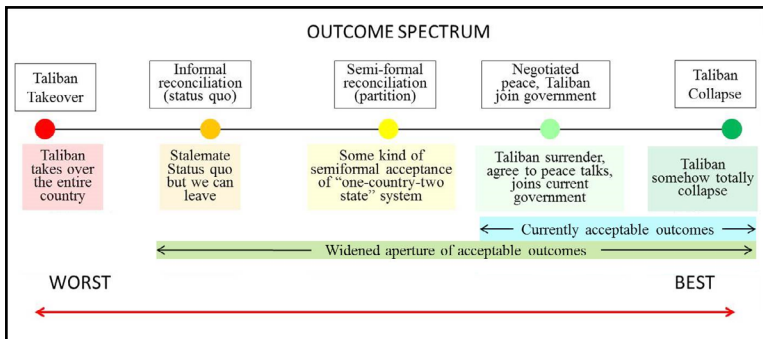 OUTCOME SPECTRUM
Taliban
Takeover
Informal
reconciliation
(status quo)
Semi-formal
reconciliation
(partition)
Negotiated
peace, Taliban
join government
Taliban
Collapse
Taliban
takes over
the entire
country
Stalemate
Status quo
but we can
leave
Some kind of
semiformal acceptance
of “one-country-two
state” system
Taliban surrender,
agree to peace talks,
joins current
government
Taliban
somehow totally
collapse
Currently acceptable outcomes
Widened aperture of acceptable outcomes
WORST
BEST